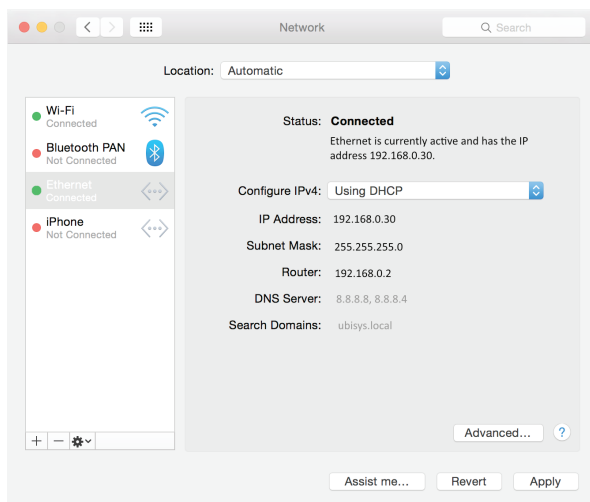 Network
Search
Location: Automatic
Wi-Fi
Connected
Bluetooth PAN
Not Connected
Ethernet
Connected
iPhone
Not Connected
Status: Connected
Ethernet is currently active and has the IP
address 192.168.0.30.
Configure IPv4: Using DHCP
IP Address: 192.168.0.30
Subnet Mask: 255.255.255.0
Router: 192.168.0.2
DNS Server: 8.8.8.8, 8.8.8.4
Search Domains: ubisys.local
Advanced... ?
Assist me... Revert Apply